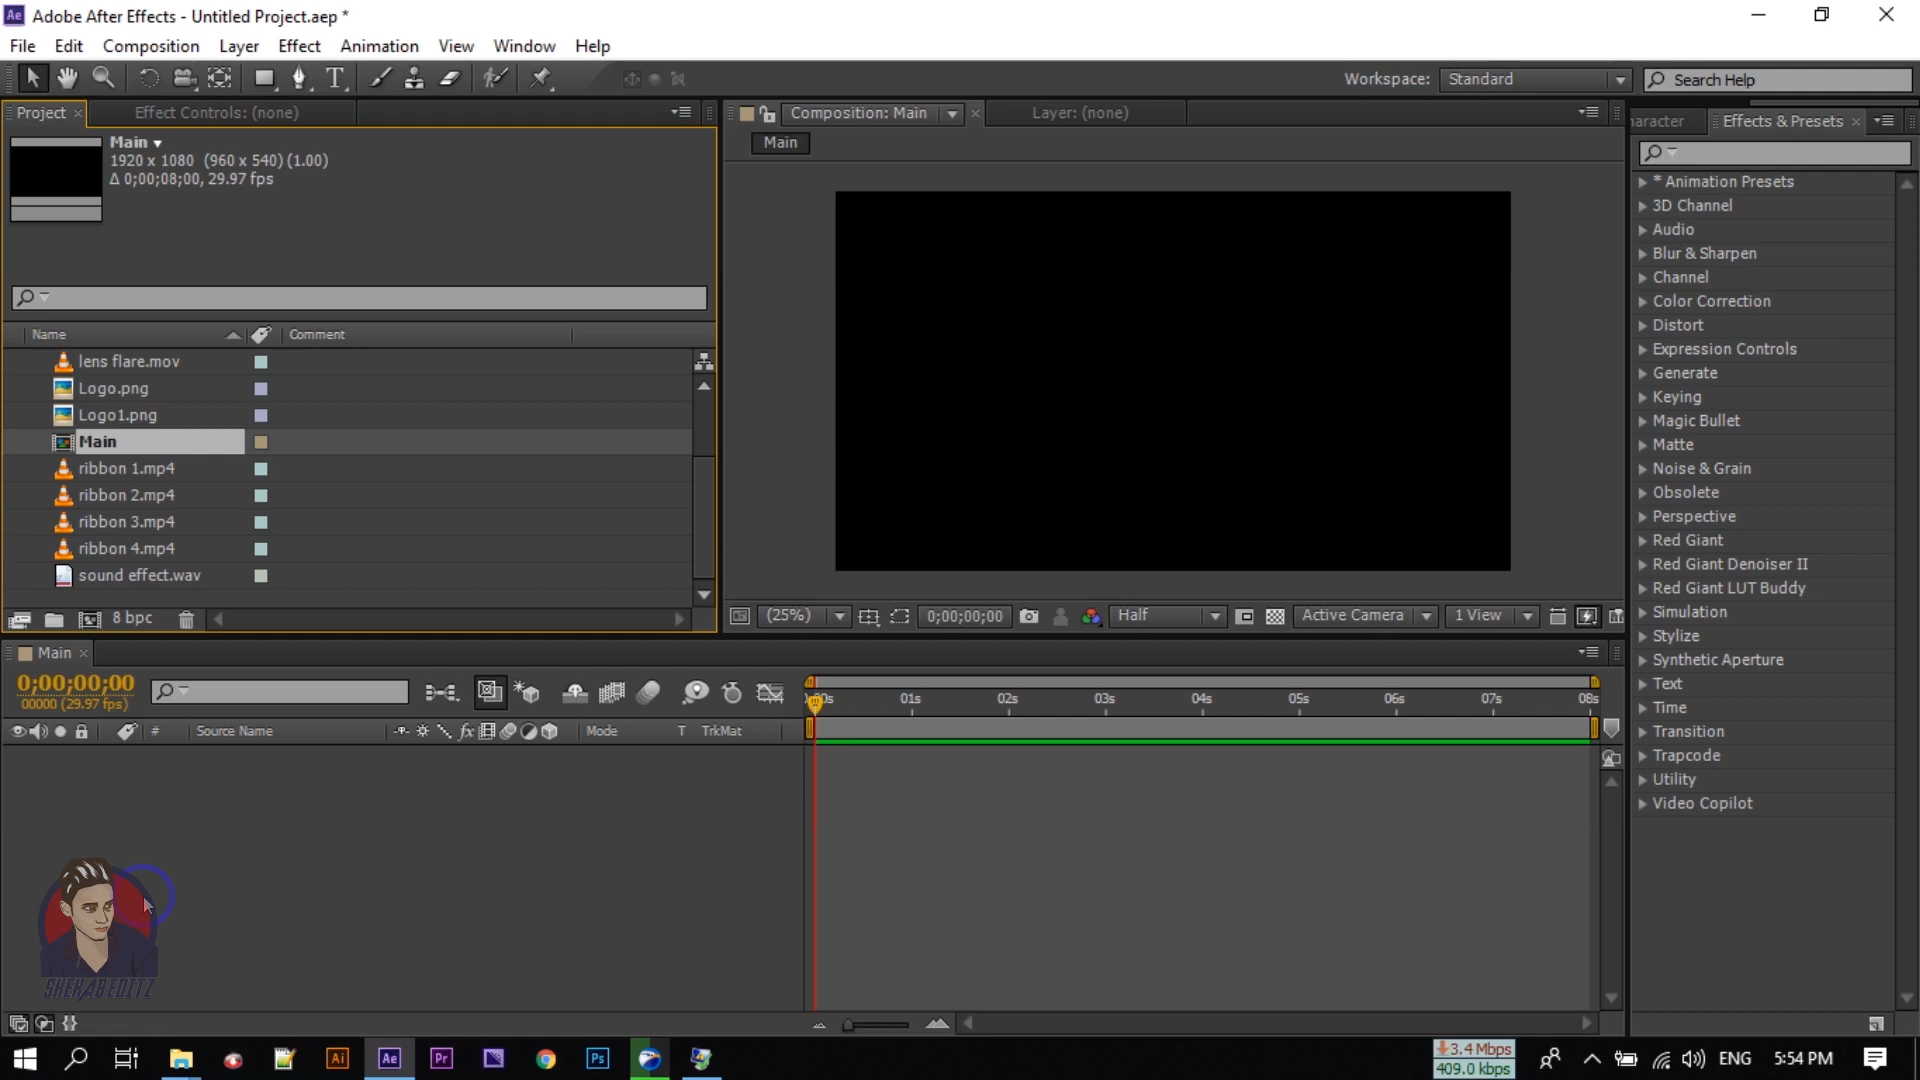 Adobe After Effects - Untitled Project.aep *
File Edit Composition Layer Effect Animation View Window Help
Workspace: Standard
Search Help
Project
Effect Controls: (none)
Composition: Main
Layer: (none)
Effects & Presets
Main
1920 x 1080 (960 x 540) (1.00)
Δ 0;00;08;00, 29.97 fps
Main
Name
Comment
lens flare.mov
Logo.png
Logo1.png
Main
ribbon 1.mp4
ribbon 2.mp4
ribbon 3.mp4
ribbon 4.mp4
sound effect.wav
8 bpc
(25%)
0;00;00;00
Half
Active Camera
1 View
* Animation Presets
3D Channel
Audio
Blur & Sharpen
Channel
Color Correction
Distort
Expression Controls
Generate
Keying
Magic Bullet
Matte
Noise & Grain
Obsolete
Perspective
Red Giant
Red Giant Denoiser II
Red Giant LUT Buddy
Simulation
Stylize
Synthetic Aperture
Text
Time
Transition
Trapcode
Utility
Video Copilot
Main
0;00;00;00
00000 (29.97 fps)
01s 02s 03s 04s 05s 06s 07s 08s
# Source Name
Mode T TrkMat
SHEHABEDITZ
Ai Ae Pr Ps
3.4 Mbps
409.0 kbps
ENG
5:54 PM